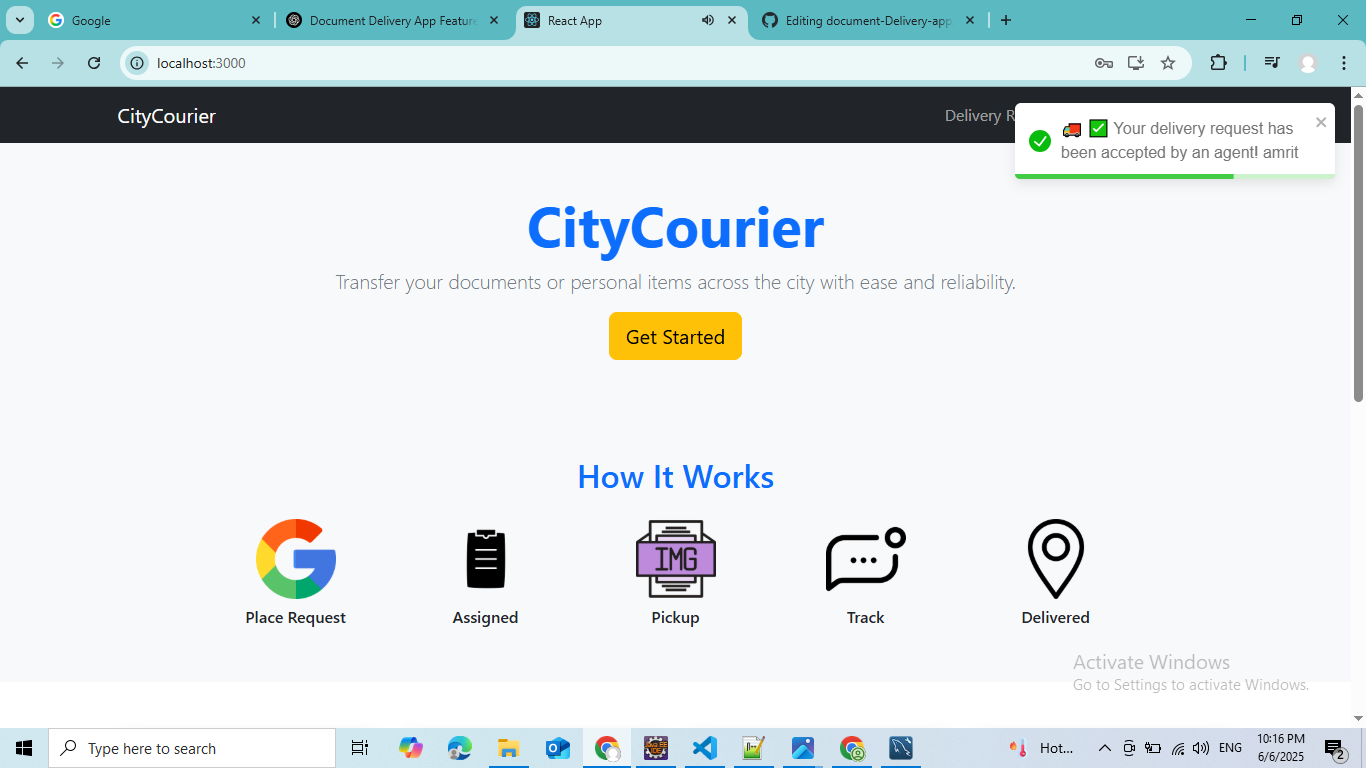 Google
Document Delivery App Feature
React App
Editing document-Delivery-app
localhost:3000
CityCourier
Delivery R
🚚 ✅ Your delivery request has
been accepted by an agent! amrit
CityCourier
Transfer your documents or personal items across the city with ease and reliability.
Get Started
How It Works
IMG
Place Request
Assigned
Pickup
Track
Delivered
Activate Windows
Go to Settings to activate Windows.
Type here to search
Hot...
ENG
10:16 PM
6/6/2025
2